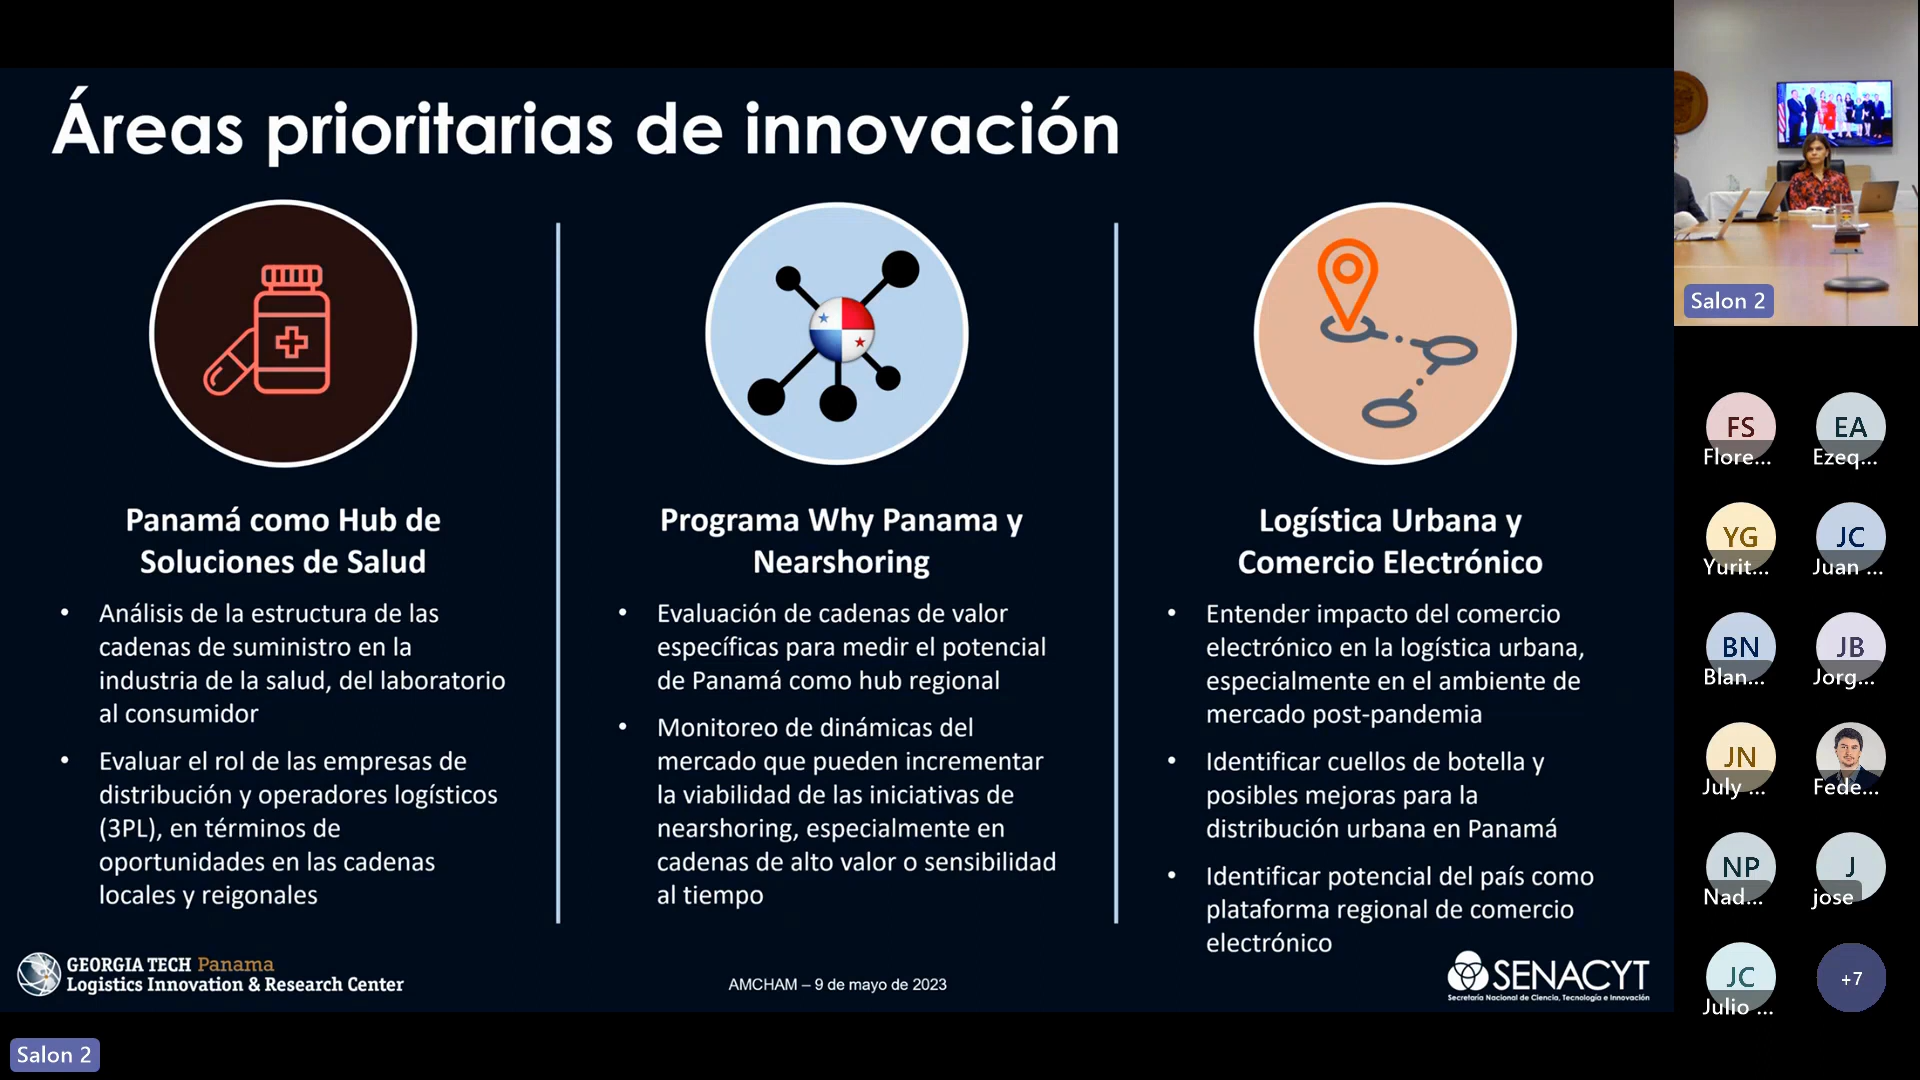 Áreas prioritarias de innovación
Panamá como Hub de
Soluciones de Salud
• Análisis de la estructura de las
cadenas de suministro en la
industria de la salud, del laboratorio
al consumidor
• Evaluar el rol de las empresas de
distribución y operadores logísticos
(3PL), en términos de
oportunidades en las cadenas
locales y reigonales
Programa Why Panama y
Nearshoring
• Evaluación de cadenas de valor
específicas para medir el potencial
de Panamá como hub regional
• Monitoreo de dinámicas del
mercado que pueden incrementar
la viabilidad de las iniciativas de
nearshoring, especialmente en
cadenas de alto valor o sensibilidad
al tiempo
Logística Urbana y
Comercio Electrónico
• Entender impacto del comercio
electrónico en la logística urbana,
especialmente en el ambiente de
mercado post-pandemia
• Identificar cuellos de botella y
posibles mejoras para la
distribución urbana en Panamá
• Identificar potencial del país como
plataforma regional de comercio
electrónico
GEORGIA TECH Panama
Logistics Innovation & Research Center
AMCHAM – 9 de mayo de 2023
SENACYT
Secretaría Nacional de Ciencia, Tecnología e Innovación
Salon 2
Salon 2
FS
Flore...
EA
Ezeq...
YG
Yurit...
JC
Juan ...
BN
Blan...
JB
Jorg...
JN
July ...
Fede...
NP
Nad...
J
jose
JC
Julio ...
+7